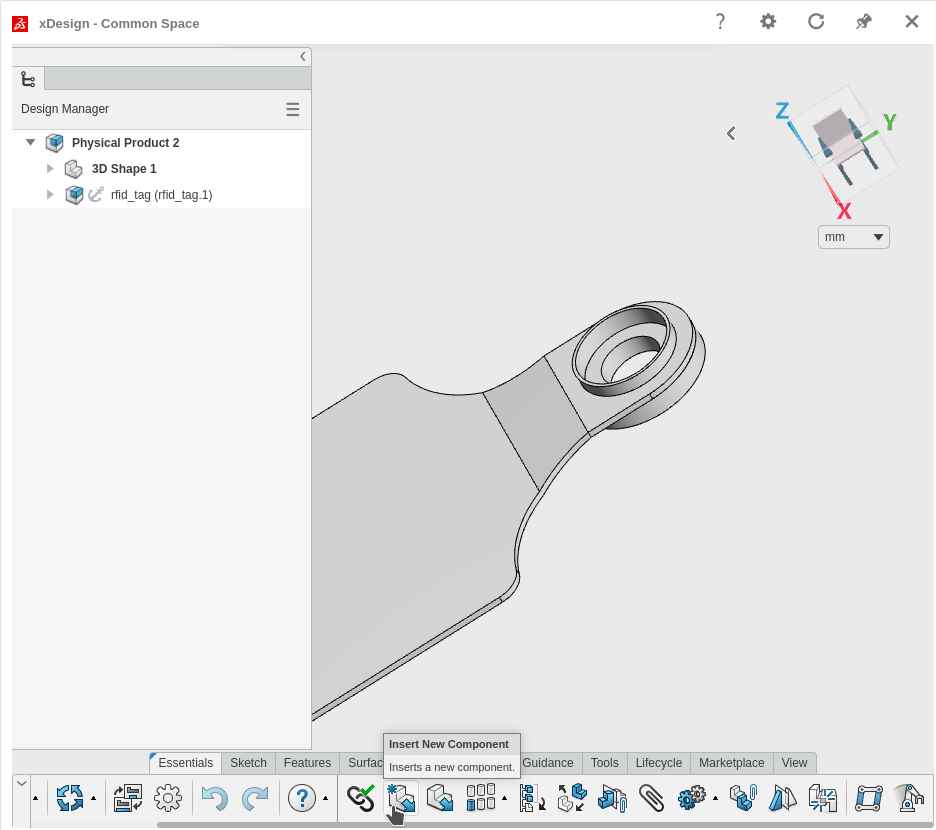 xDesign - Common Space
?
Design Manager
Physical Product 2
3D Shape 1
rfid_tag (rfid_tag.1)
Z
Y
X
mm
Insert New Component
Inserts a new component.
Essentials
Sketch
Features
Surfac
Guidance
Tools
Lifecycle
Marketplace
View
?